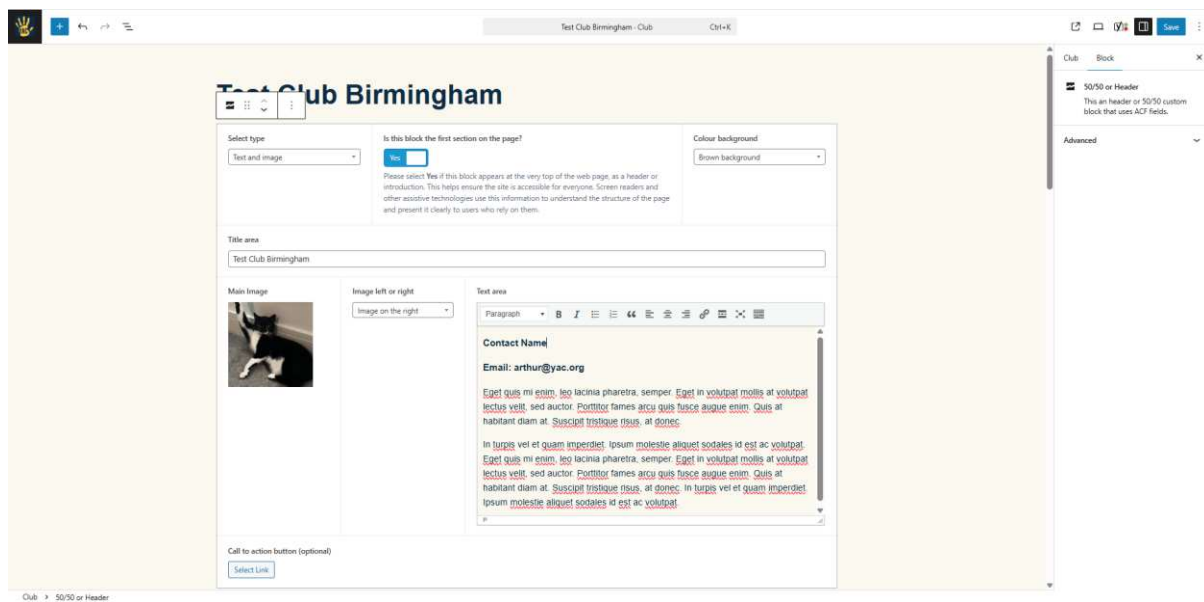 Test Club Birmingham - Club
Ctrl+K
Save
Club
Block
50/50 or Header
This an header or 50/50 custom
block that uses ACF fields.
Advanced
Test Club Birmingham
Select type
Text and image
Is this block the first section on the page?
Yes
Please select Yes if this block appears at the very top of the web page, as a header or
introduction. This helps ensure the site is accessible for everyone. Screen readers and
other assistive technologies use this information to understand the structure of the page
and present it clearly to users who rely on them.
Colour background
Brown background
Title area
Test Club Birmingham
Main Image
Image left or right
Image on the right
Text area
Paragraph
B I
Contact Name
Email: arthur@yac.org
Eget quis mi enim, leo lacinia pharetra, semper. Eget in volutpat mollis at volutpat
lectus velit, sed auctor. Porttitor fames arcu quis fusce augue enim. Quis at
habitant diam at. Suscipit tristique risus, at donec.
In turpis vel et quam imperdiet. Ipsum molestie aliquet sodales id est ac volutpat.
Eget quis mi enim, leo lacinia pharetra, semper. Eget in volutpat mollis at volutpat
lectus velit, sed auctor. Porttitor fames arcu quis fusce augue enim. Quis at
habitant diam at. Suscipit tristique risus, at donec. In turpis vel et quam imperdiet.
Ipsum molestie aliquet sodales id est ac volutpat.
P
Call to action button (optional)
Select Link
Club › 50/50 or Header